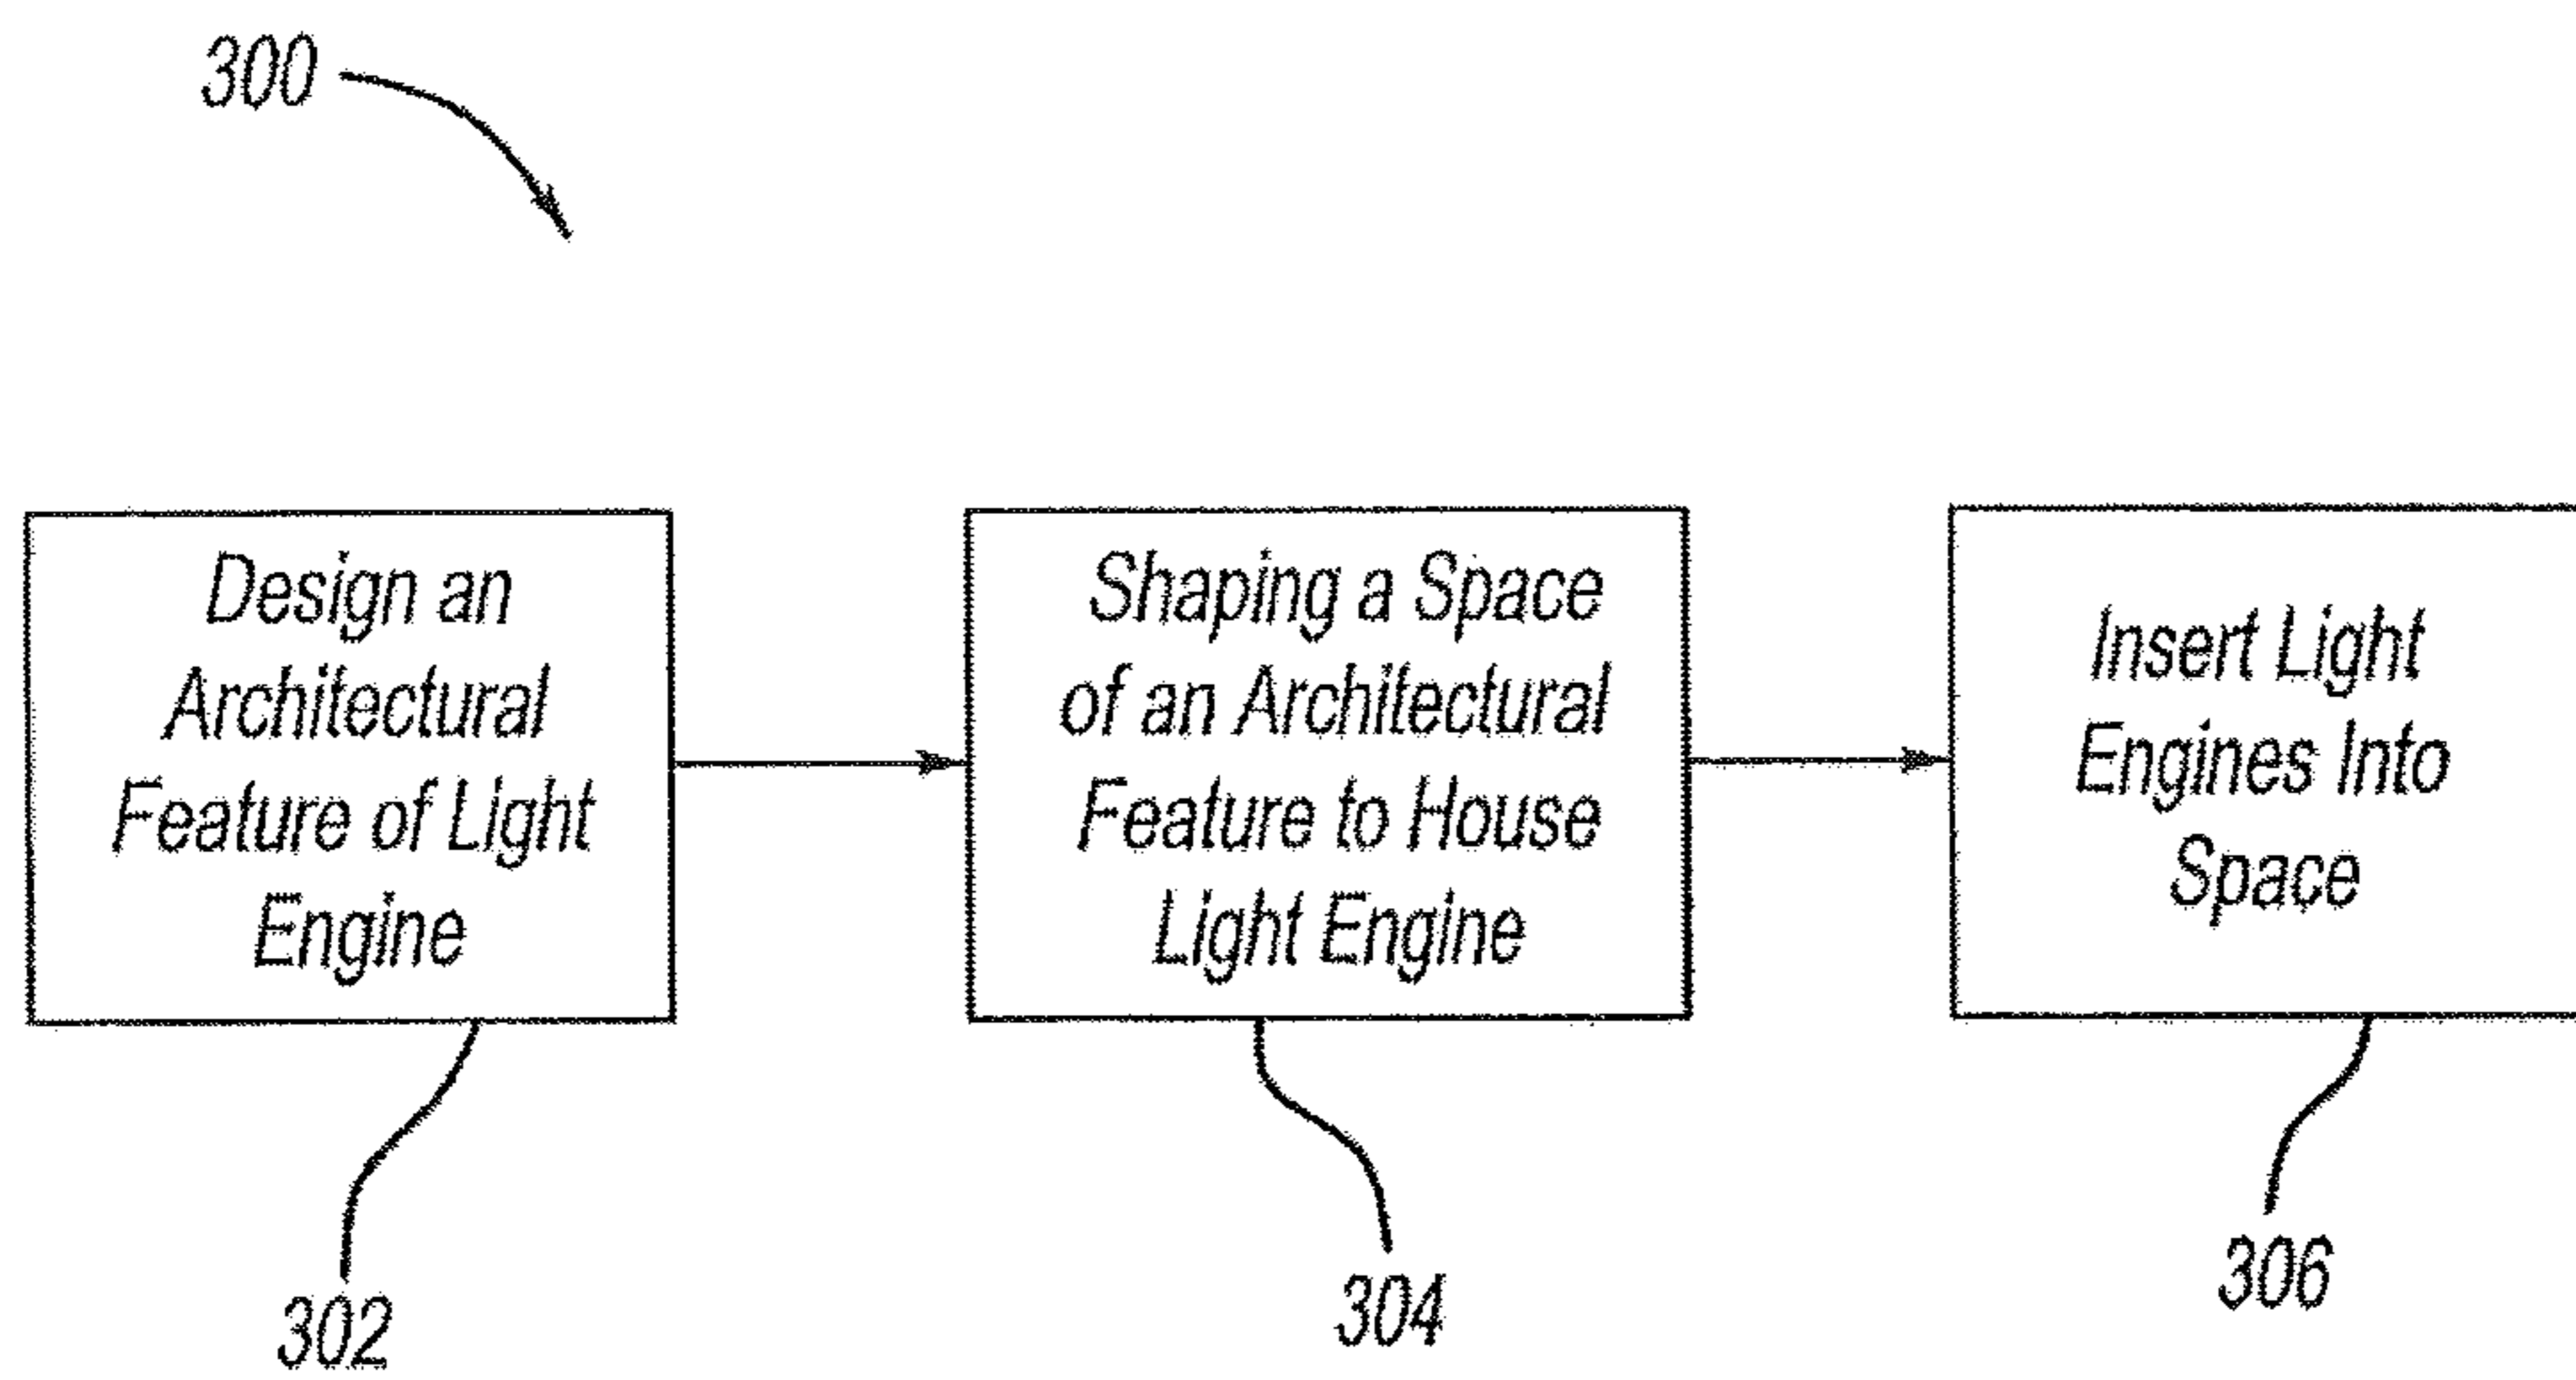 300
Design an
Architectural
Feature of Light
Engine
Shaping a Space
of an Architectural
Feature to House
Light Engine
Insert Light
Engines Into
Space
302
304
306